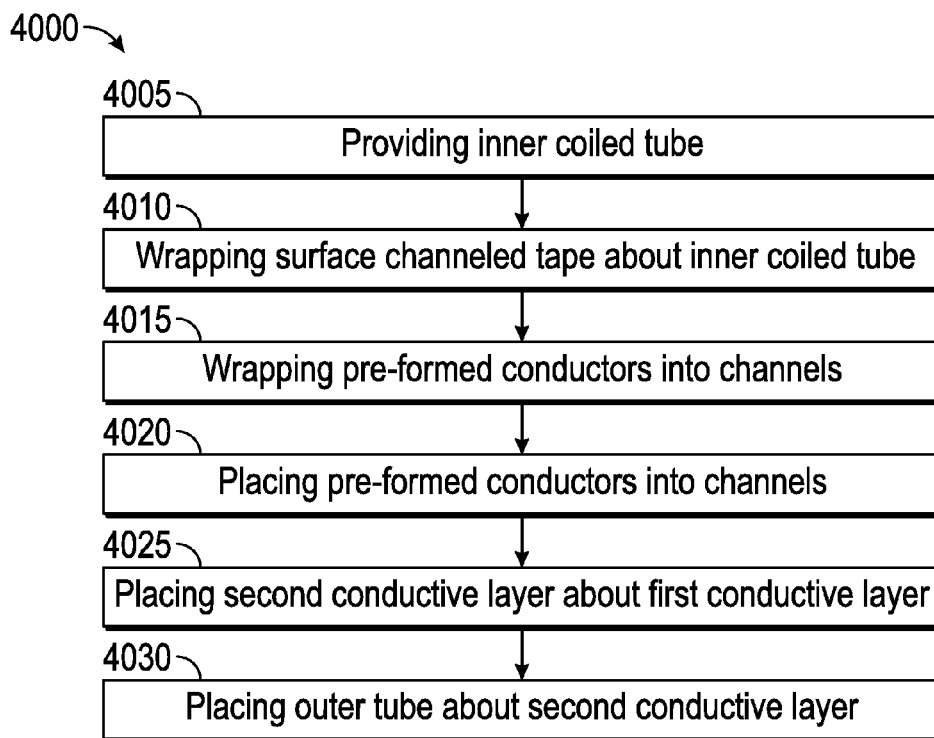 4000
4005
Providing inner coiled tube
4010
Wrapping surface channeled tape about inner coiled tube
4015
Wrapping pre-formed conductors into channels
4020
Placing pre-formed conductors into channels
4025
Placing second conductive layer about first conductive layer
4030
Placing outer tube about second conductive layer